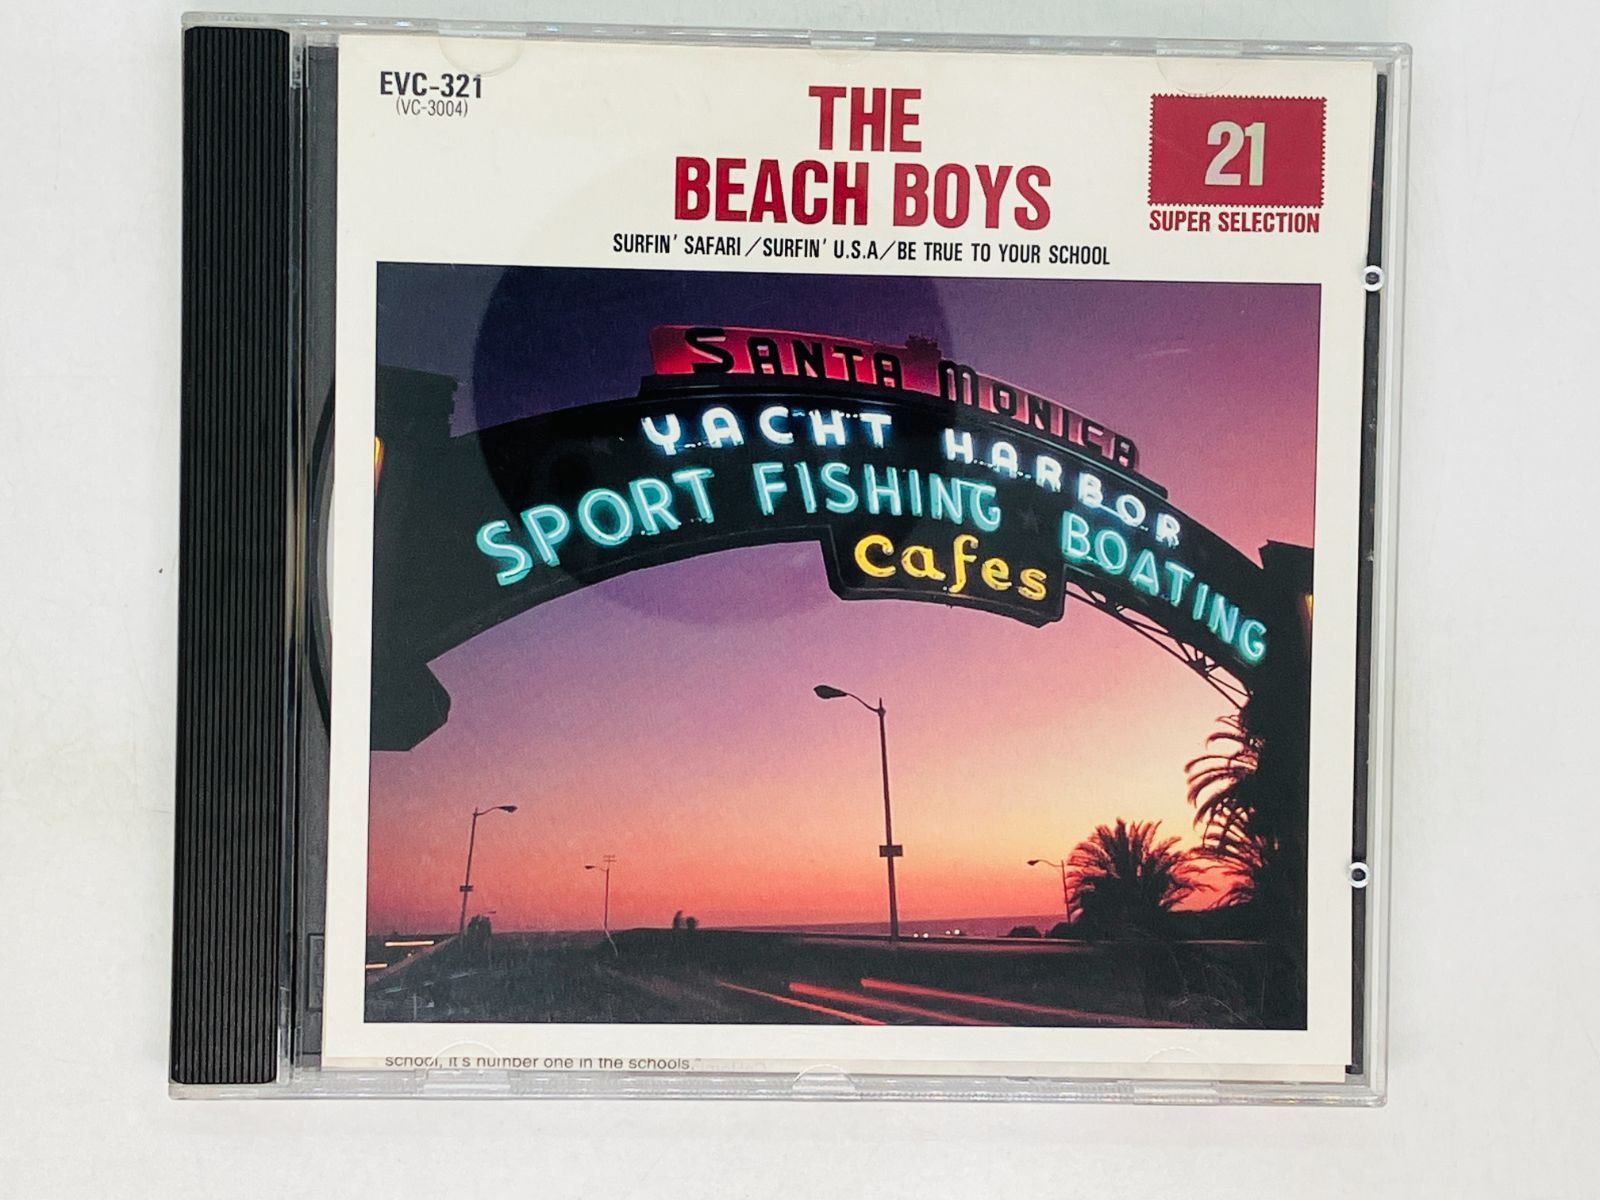 EVC-321
(VC-3004)
THE
BEACH BOYS
SURFIN' SAFARI/SURFIN' U.S.A/BE TRUE TO YOUR SCHOOL
21
SUPER SELECTION
SANTA MONICA
YACHT HARBOR
SPORT FISHING BOATING
Cafes
school, it's number one in the schools."